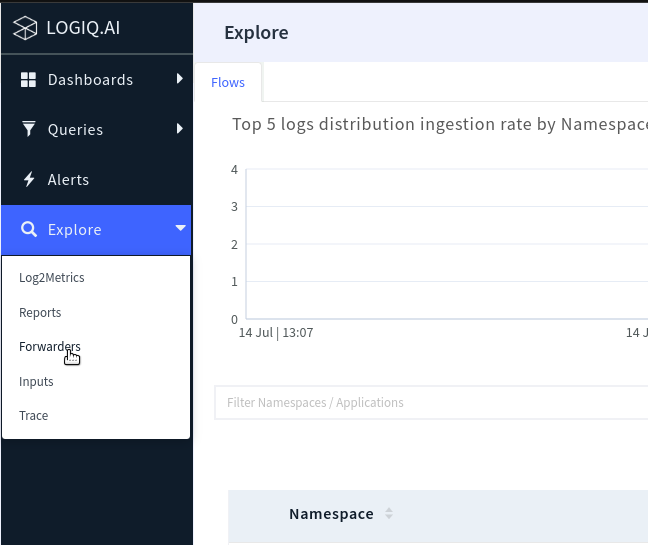 LOGIQ.AI
Dashboards
Queries
Alerts
Explore
Log2Metrics
Reports
Forwarders
Inputs
Trace
Explore
Flows
Top 5 logs distribution ingestion rate by Namespace
4
3
2
1
0
14 Jul | 13:07
14 J
Filter Namespaces / Applications
Namespace